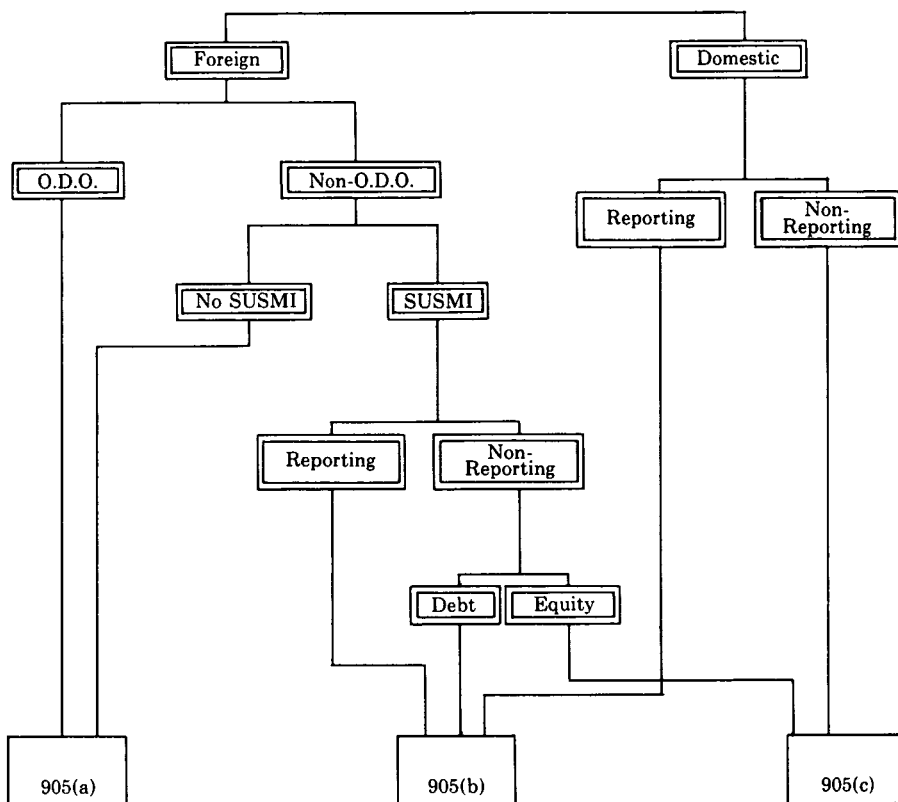 Foreign
Domestic
O.D.O.
Non-O.D.O.
Reporting
Non-
Reporting
No SUSMI
SUSMI
Reporting
Non-
Reporting
Debt
Equity
905(a)
905(b)
905(c)